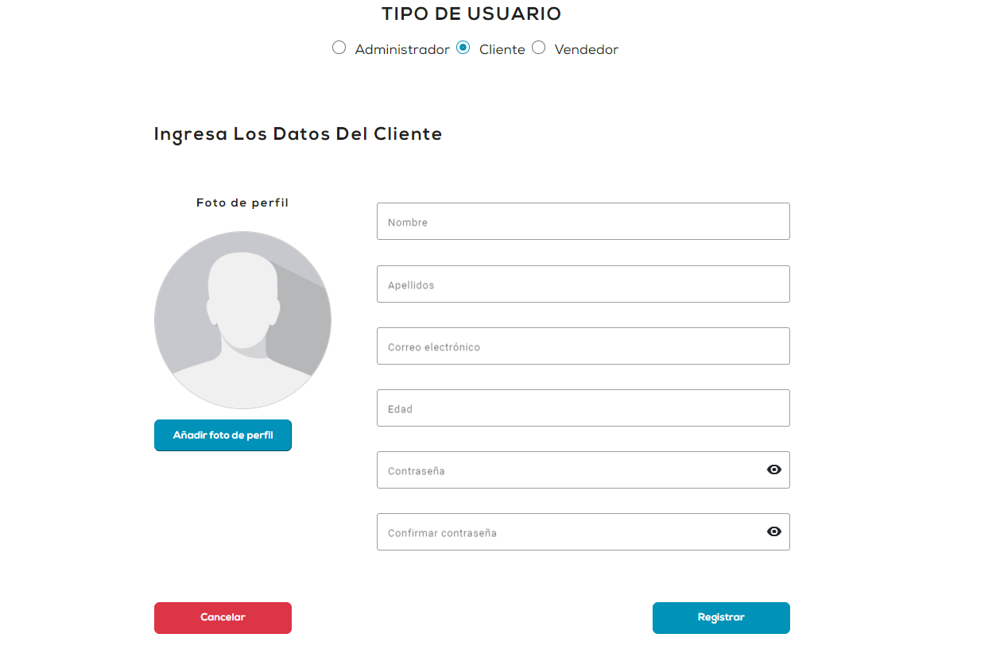 TIPO DE USUARIO
Administrador Cliente Vendedor
Ingresa Los Datos Del Cliente
Foto de perfil
Añadir foto de perfil
Nombre
Apellidos
Correo electrónico
Edad
Contraseña
Confirmar contraseña
Cancelar
Registrar